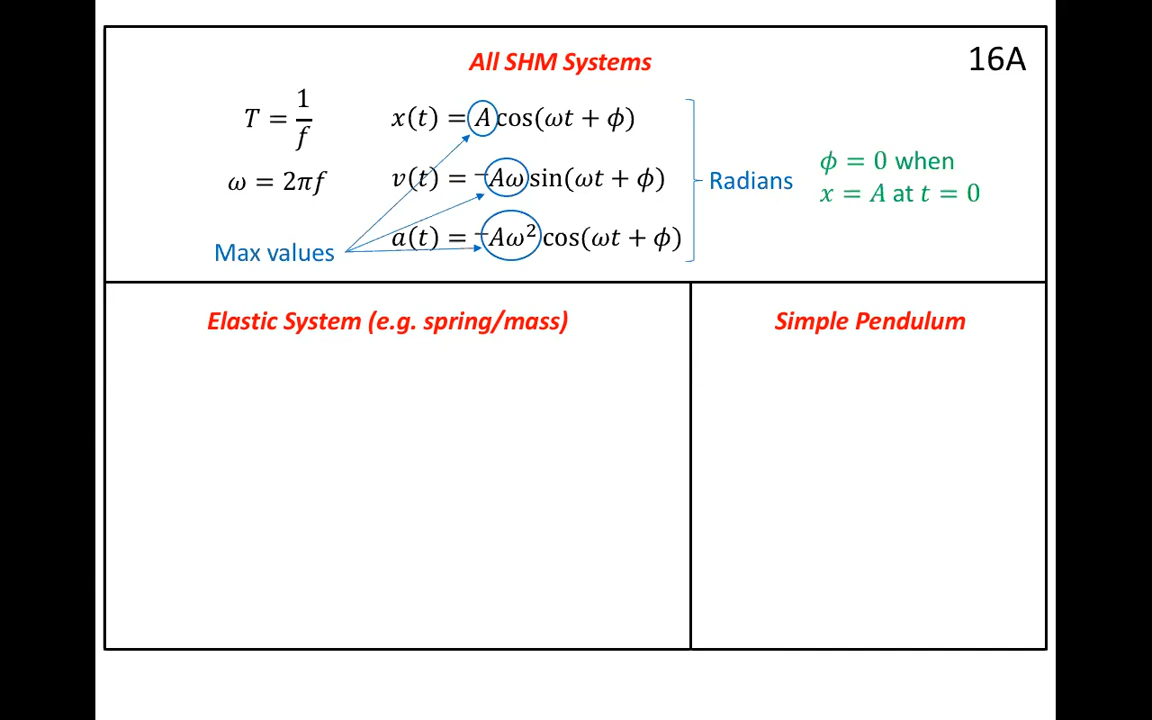 All SHM Systems
16A
T = 1/f
x(t) = A cos(ωt + ϕ)
ω = 2πf
v(t) = ⁻Aω sin(ωt + ϕ)
Radians
ϕ = 0 when
x = A at t = 0
a(t) = ⁻Aω² cos(ωt + ϕ)
Max values
Elastic System (e.g. spring/mass)
Simple Pendulum